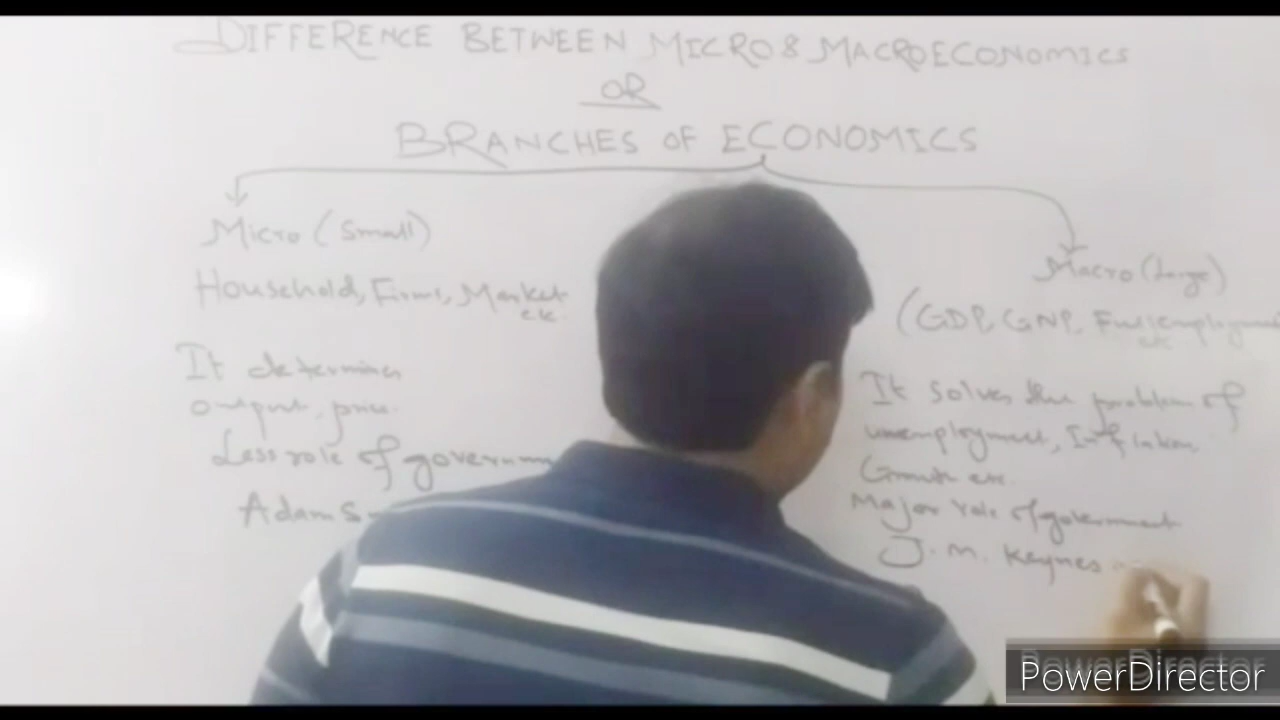 DIFFERENCE BETWEEN MICRO & MACROECONOMICS
OR
BRANCHES OF ECONOMICS
Micro (Small)
Household, Firms, Market
etc.
It determines
output, price.
Less role of governm
Adam S
Macro (Large)
(GDP, GNP, Full employment
etc
It solves the problem of
unemployment, Inflation,
Growth etc.
Major role of government
J. M. Keynes
PowerDirector